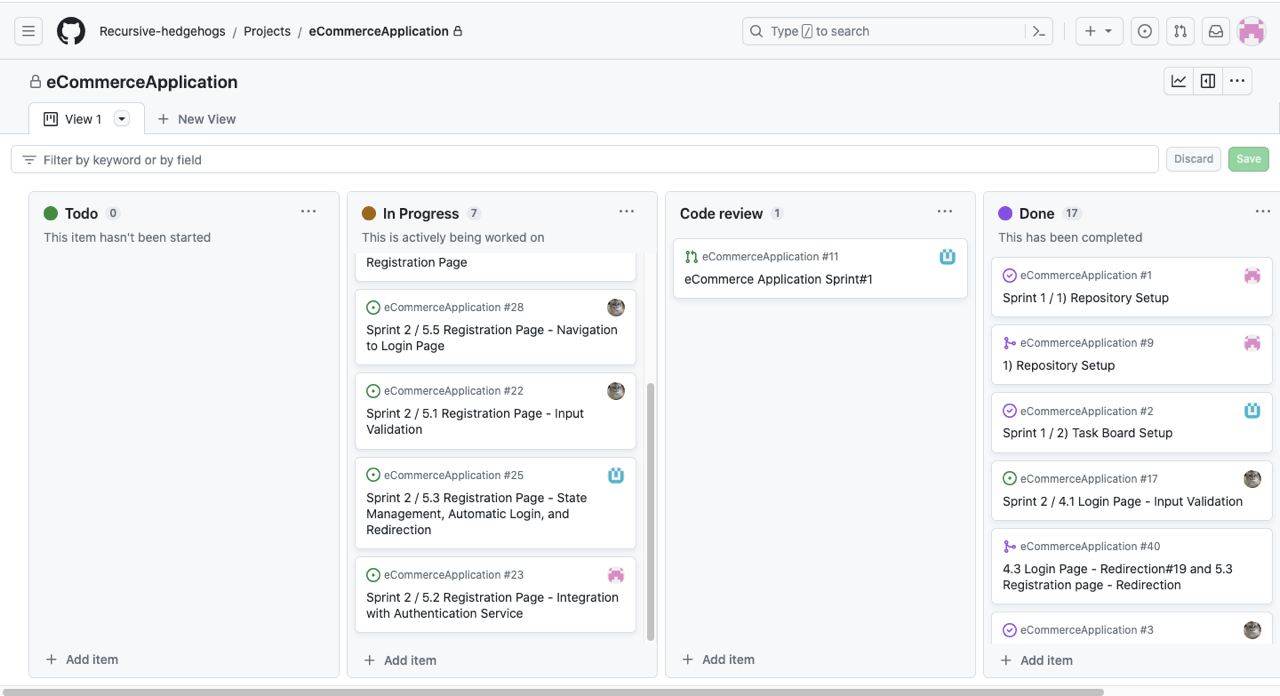 Recursive-hedgehogs / Projects / eCommerceApplication
Type / to search
eCommerceApplication
View 1
New View
Filter by keyword or by field
Discard
Save
Todo 0
This item hasn't been started
Add item
In Progress 7
This is actively being worked on
Registration Page
eCommerceApplication #28
Sprint 2 / 5.5 Registration Page - Navigation
to Login Page
eCommerceApplication #22
Sprint 2 / 5.1 Registration Page - Input
Validation
eCommerceApplication #25
Sprint 2 / 5.3 Registration Page - State
Management, Automatic Login, and
Redirection
eCommerceApplication #23
Sprint 2 / 5.2 Registration Page - Integration
with Authentication Service
Add item
Code review 1
eCommerceApplication #11
eCommerce Application Sprint#1
Add item
Done 17
This has been completed
eCommerceApplication #1
Sprint 1 / 1) Repository Setup
eCommerceApplication #9
1) Repository Setup
eCommerceApplication #2
Sprint 1 / 2) Task Board Setup
eCommerceApplication #17
Sprint 2 / 4.1 Login Page - Input Validation
eCommerceApplication #40
4.3 Login Page - Redirection#19 and 5.3
Registration page - Redirection
eCommerceApplication #3
Add item